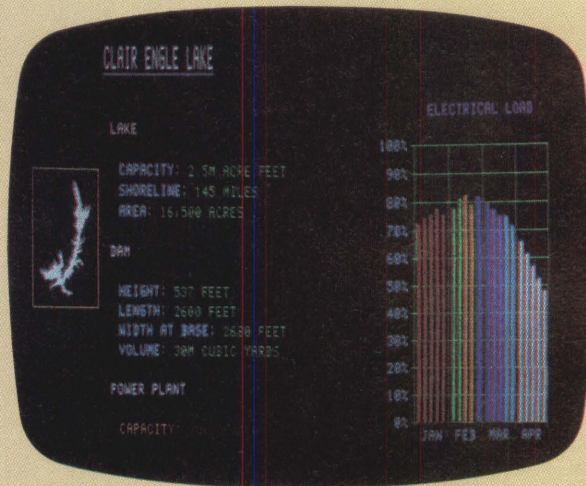 CLAIR ENGLE LAKE
LAKE
CAPACITY: 2.5M ACRE FEET
SHORELINE: 145 MILES
AREA: 16,500 ACRES
DAM
HEIGHT: 537 FEET
LENGTH: 2600 FEET
WIDTH AT BASE: 2600 FEET
VOLUME: 30M CUBIC YARDS
POWER PLANT
CAPACITY:
ELECTRICAL LOAD
100%
90%
80%
70%
60%
50%
40%
30%
20%
10%
0%
JAN FEB MAR APR